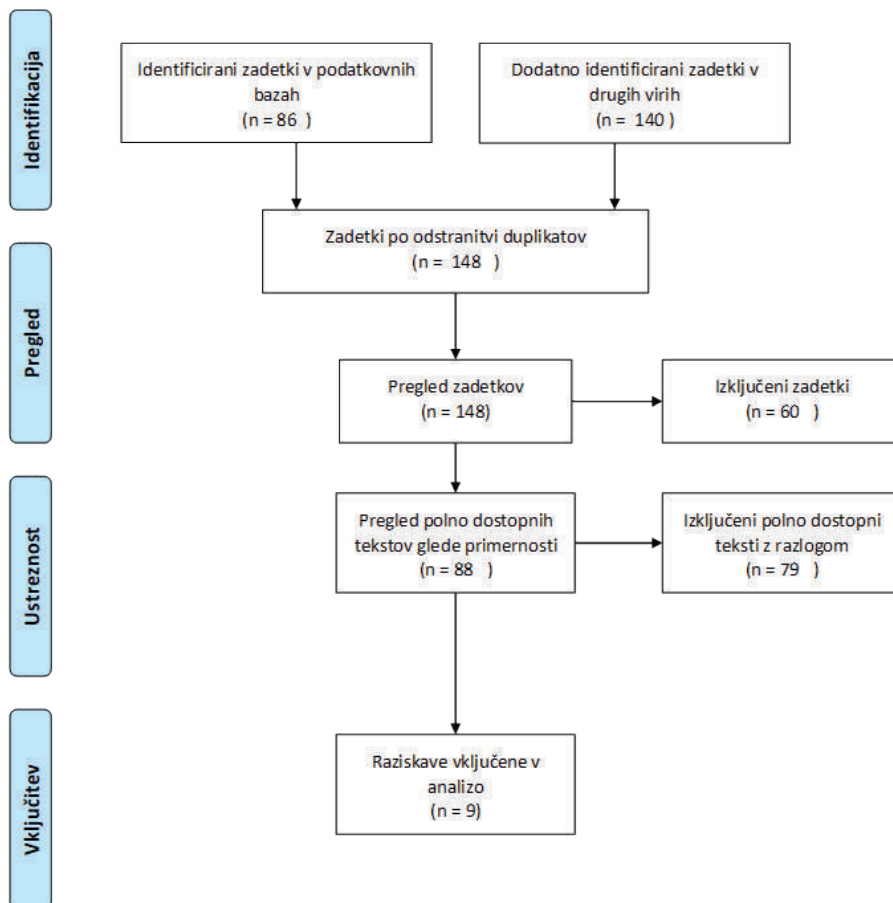 Identifikacija
Identificirani zadetki v podatkovnih
bazah
(n = 86 )
Dodatno identificirani zadetki v
drugih virih
(n = 140 )
Zadetki po odstranitvi duplikatov
(n = 148 )
Pregled
Pregled zadetkov
(n = 148)
Izključeni zadetki
(n = 60 )
Ustreznost
Pregled polno dostopnih
tekstov glede primernosti
(n = 88 )
Izključeni polno dostopni
teksti z razlogom
(n = 79 )
Vključitev
Raziskave vključene v
analizo
(n = 9)